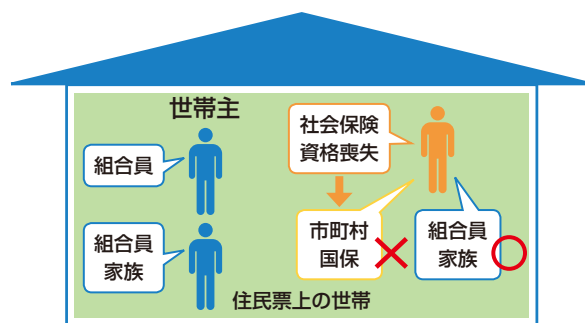 世帯主
組合員
組合員
家族
社会保険
資格喪失
市町村
国保
組合員
家族
住民票上の世帯